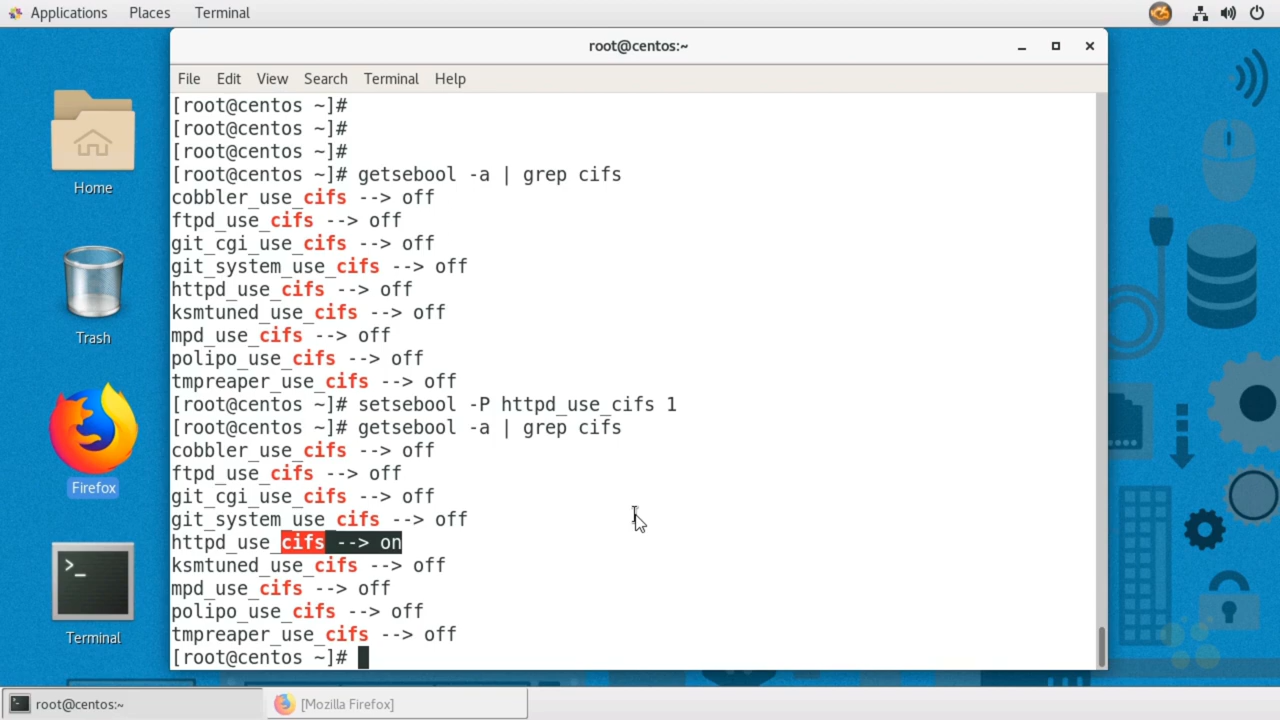 Applications Places Terminal
root@centos:~
File Edit View Search Terminal Help
[root@centos ~]#
[root@centos ~]#
[root@centos ~]#
[root@centos ~]# getsebool -a | grep cifs
cobbler_use_cifs --> off
ftpd_use_cifs --> off
git_cgi_use_cifs --> off
git_system_use_cifs --> off
httpd_use_cifs --> off
ksmtuned_use_cifs --> off
mpd_use_cifs --> off
polipo_use_cifs --> off
tmpreaper_use_cifs --> off
[root@centos ~]# setsebool -P httpd_use_cifs 1
[root@centos ~]# getsebool -a | grep cifs
cobbler_use_cifs --> off
ftpd_use_cifs --> off
git_cgi_use_cifs --> off
git_system_use_cifs --> off
httpd_use_cifs --> on
ksmtuned_use_cifs --> off
mpd_use_cifs --> off
polipo_use_cifs --> off
tmpreaper_use_cifs --> off
[root@centos ~]#
Home
Trash
Firefox
>_
Terminal
root@centos:~
[Mozilla Firefox]